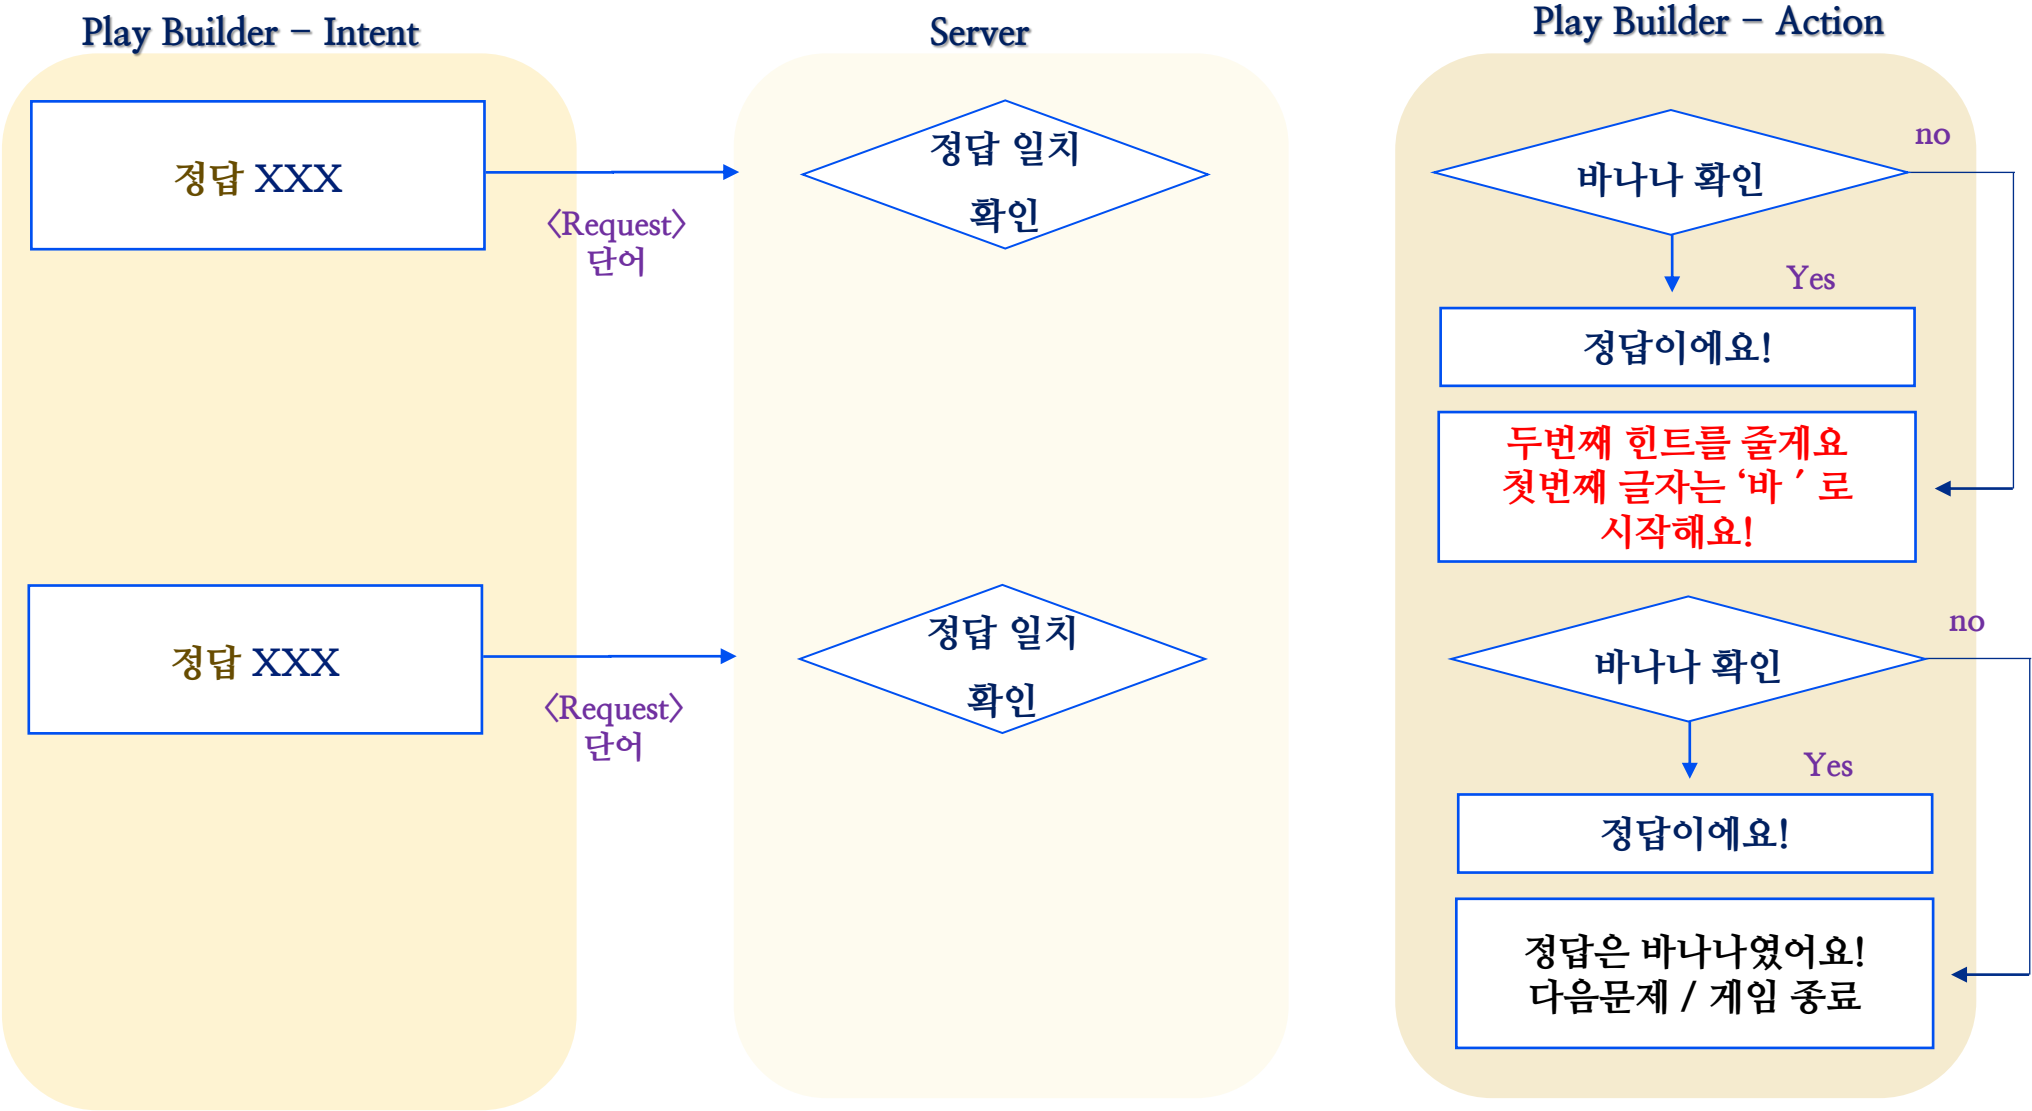 Play Builder – Intent
Server
Play Builder – Action
정답 XXX
<Request>
단어
정답 일치
확인
바나나 확인
no
Yes
정답이에요!
두번째 힌트를 줄게요
첫번째 글자는 ‘바 ′ 로
시작해요!
정답 XXX
<Request>
단어
정답 일치
확인
바나나 확인
no
Yes
정답이에요!
정답은 바나나였어요!
다음문제 / 게임 종료